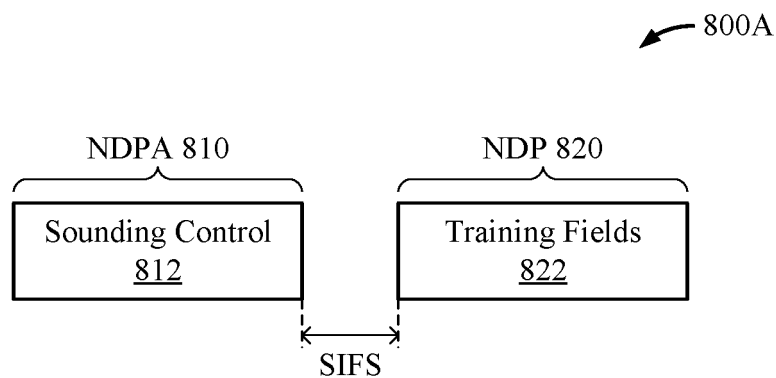 800A
NDPA 810
NDP 820
Sounding Control
812
Training Fields
822
SIFS